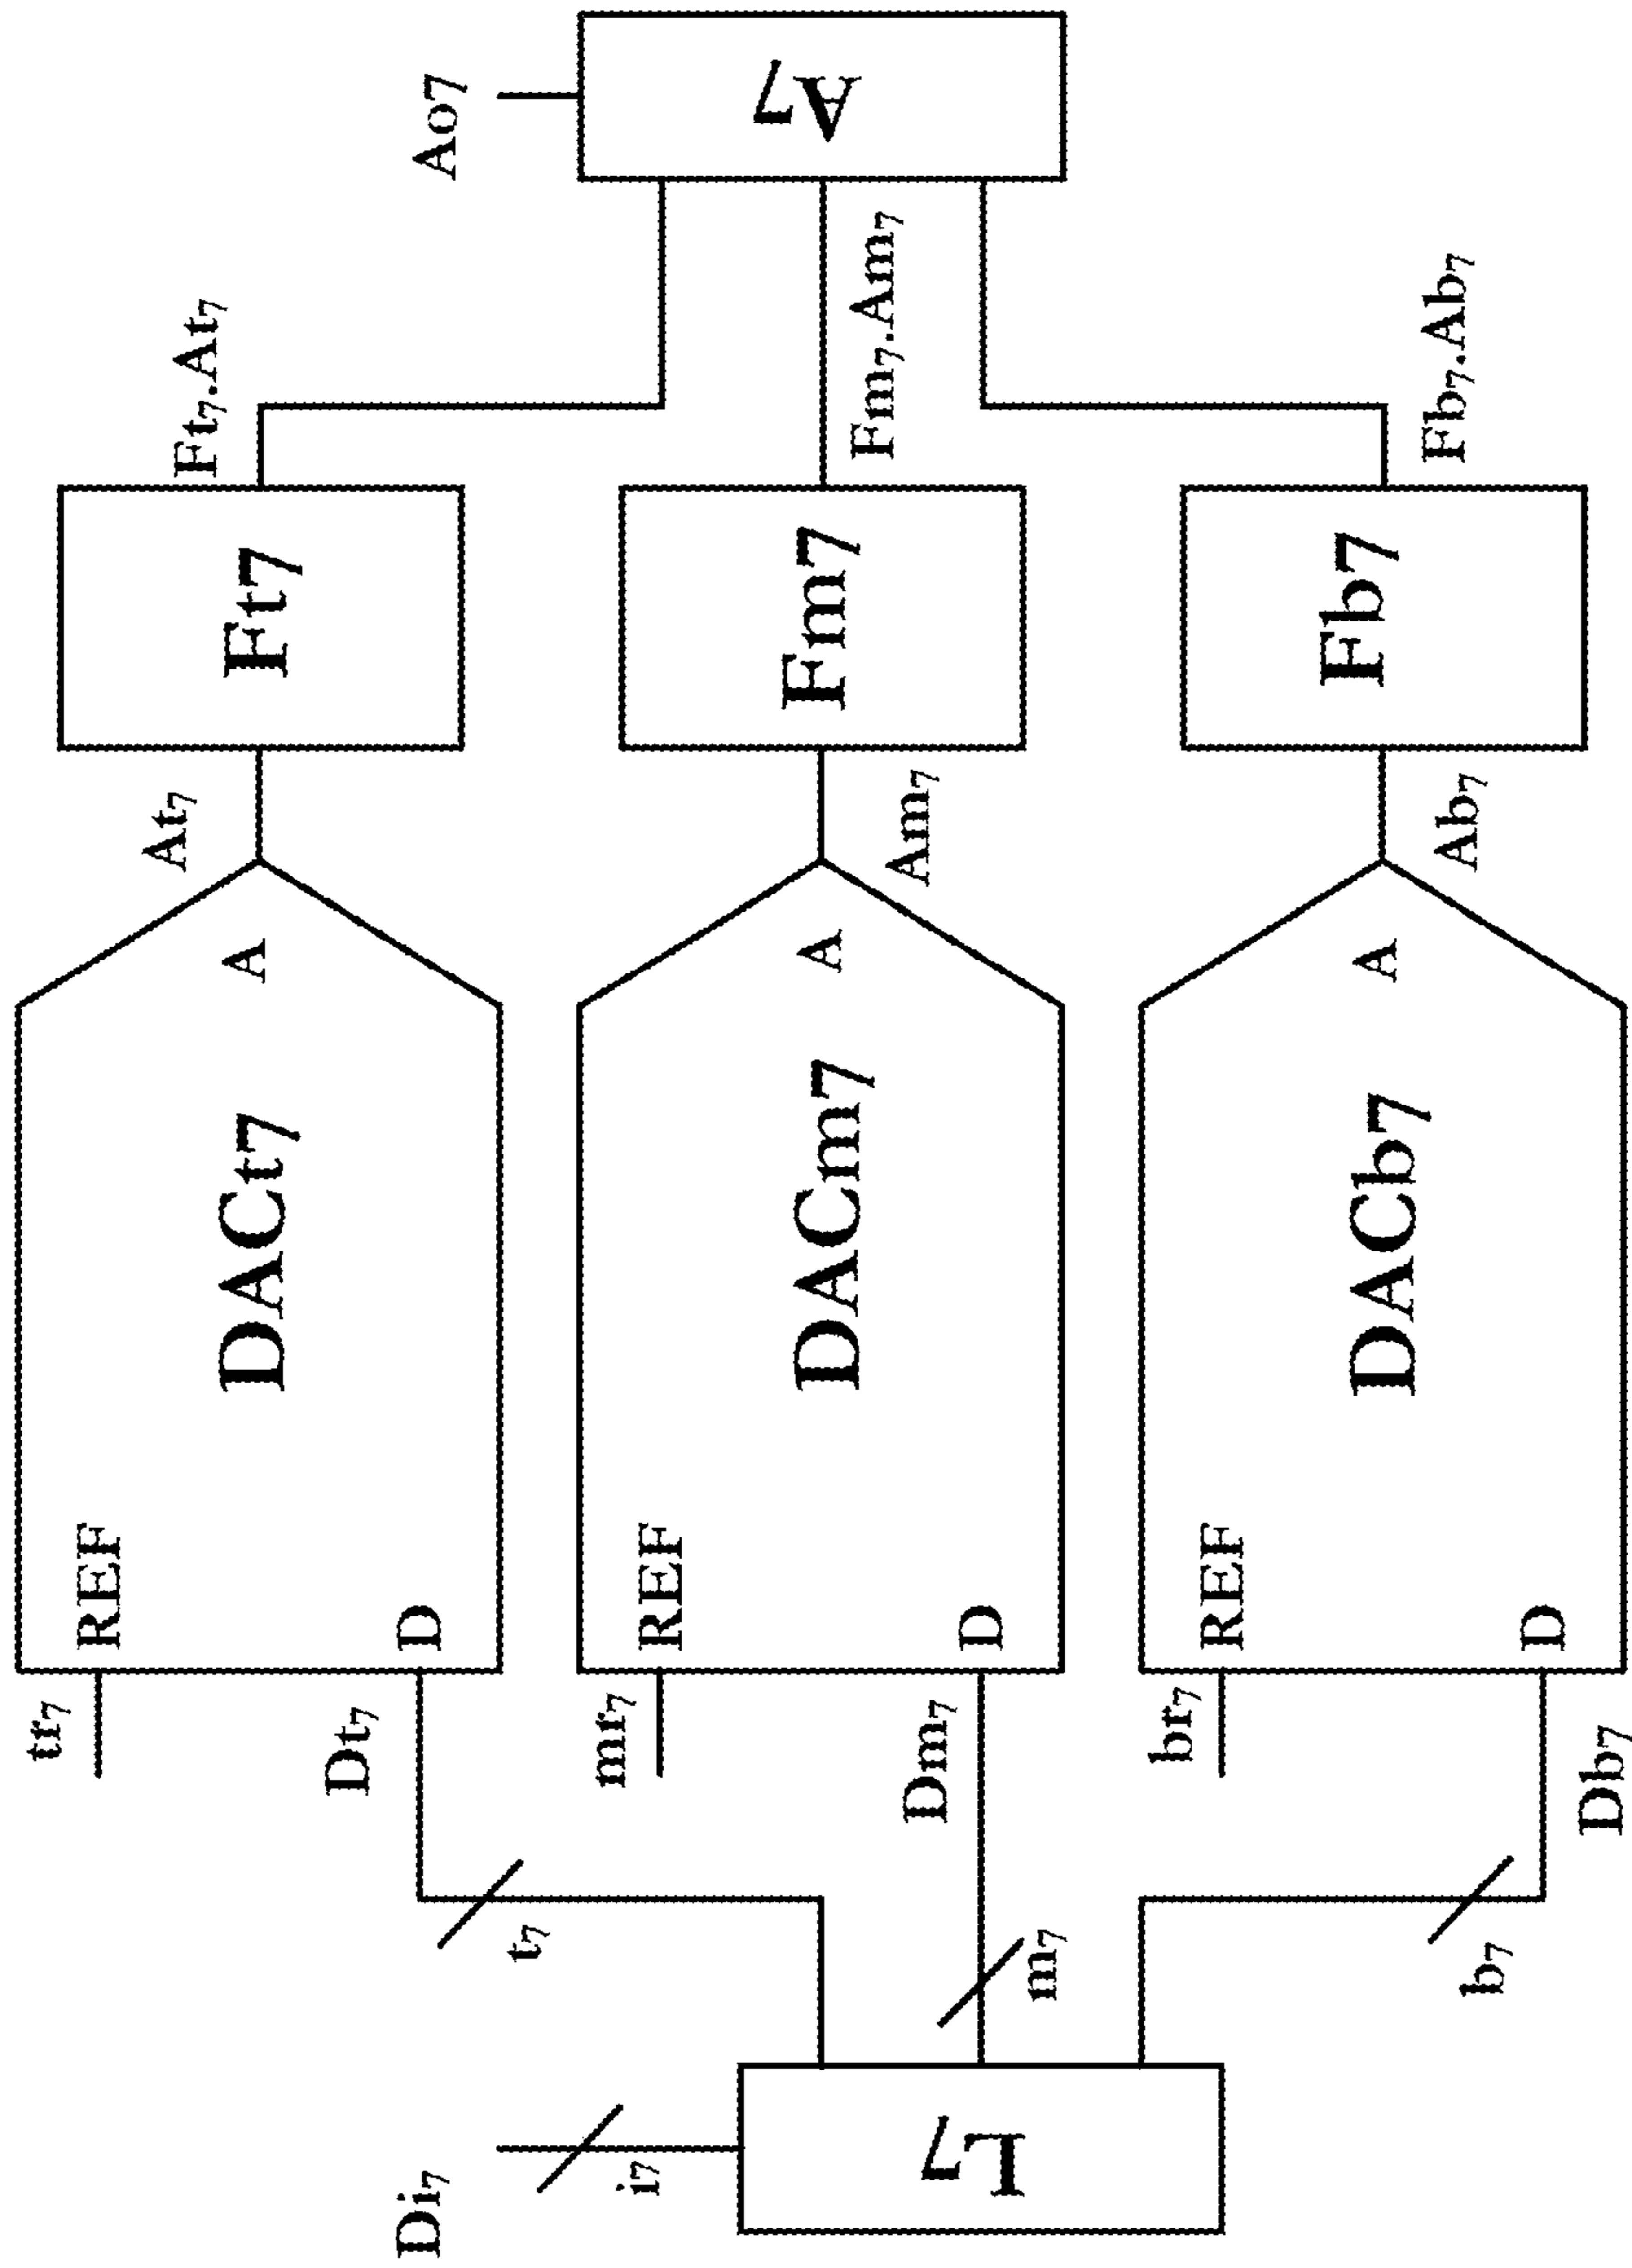 tr₇
REF
Dt₇
D
t₇
DACt7
A
At₇
Ft7
Ft₇.At₇
Di₇
i₇
L7
mr₇
REF
Dm₇
D
m₇
DACm7
A
Am₇
Fm7
Fm₇.Am₇
A7
Ao7
br₇
REF
Db₇
D
b₇
DACb7
A
Ab₇
Fb7
Fb₇.Ab₇